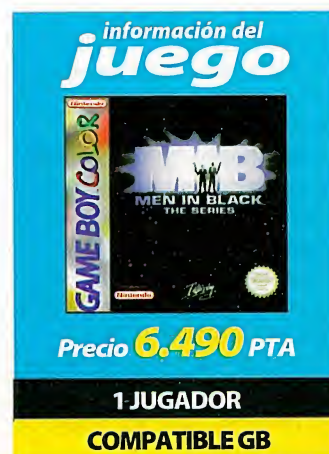 información del
juego
Nintendo
GAME BOY COLOR
MIB
MEN IN BLACK
THE SERIES
Nintendo
Precio 6.490 PTA
1 JUGADOR
COMPATIBLE GB